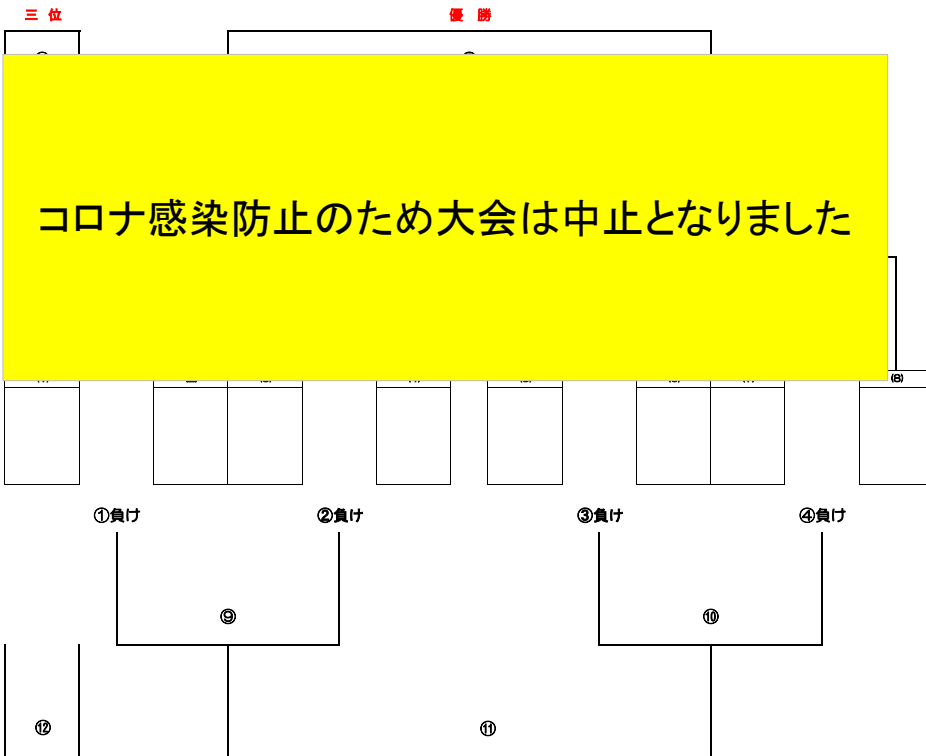 三 位 優 勝
コロナ感染防止のため大会は中止となりました
(8)
①負け ②負け ③負け ④負け
⑨ ⑩
⑫ ⑪